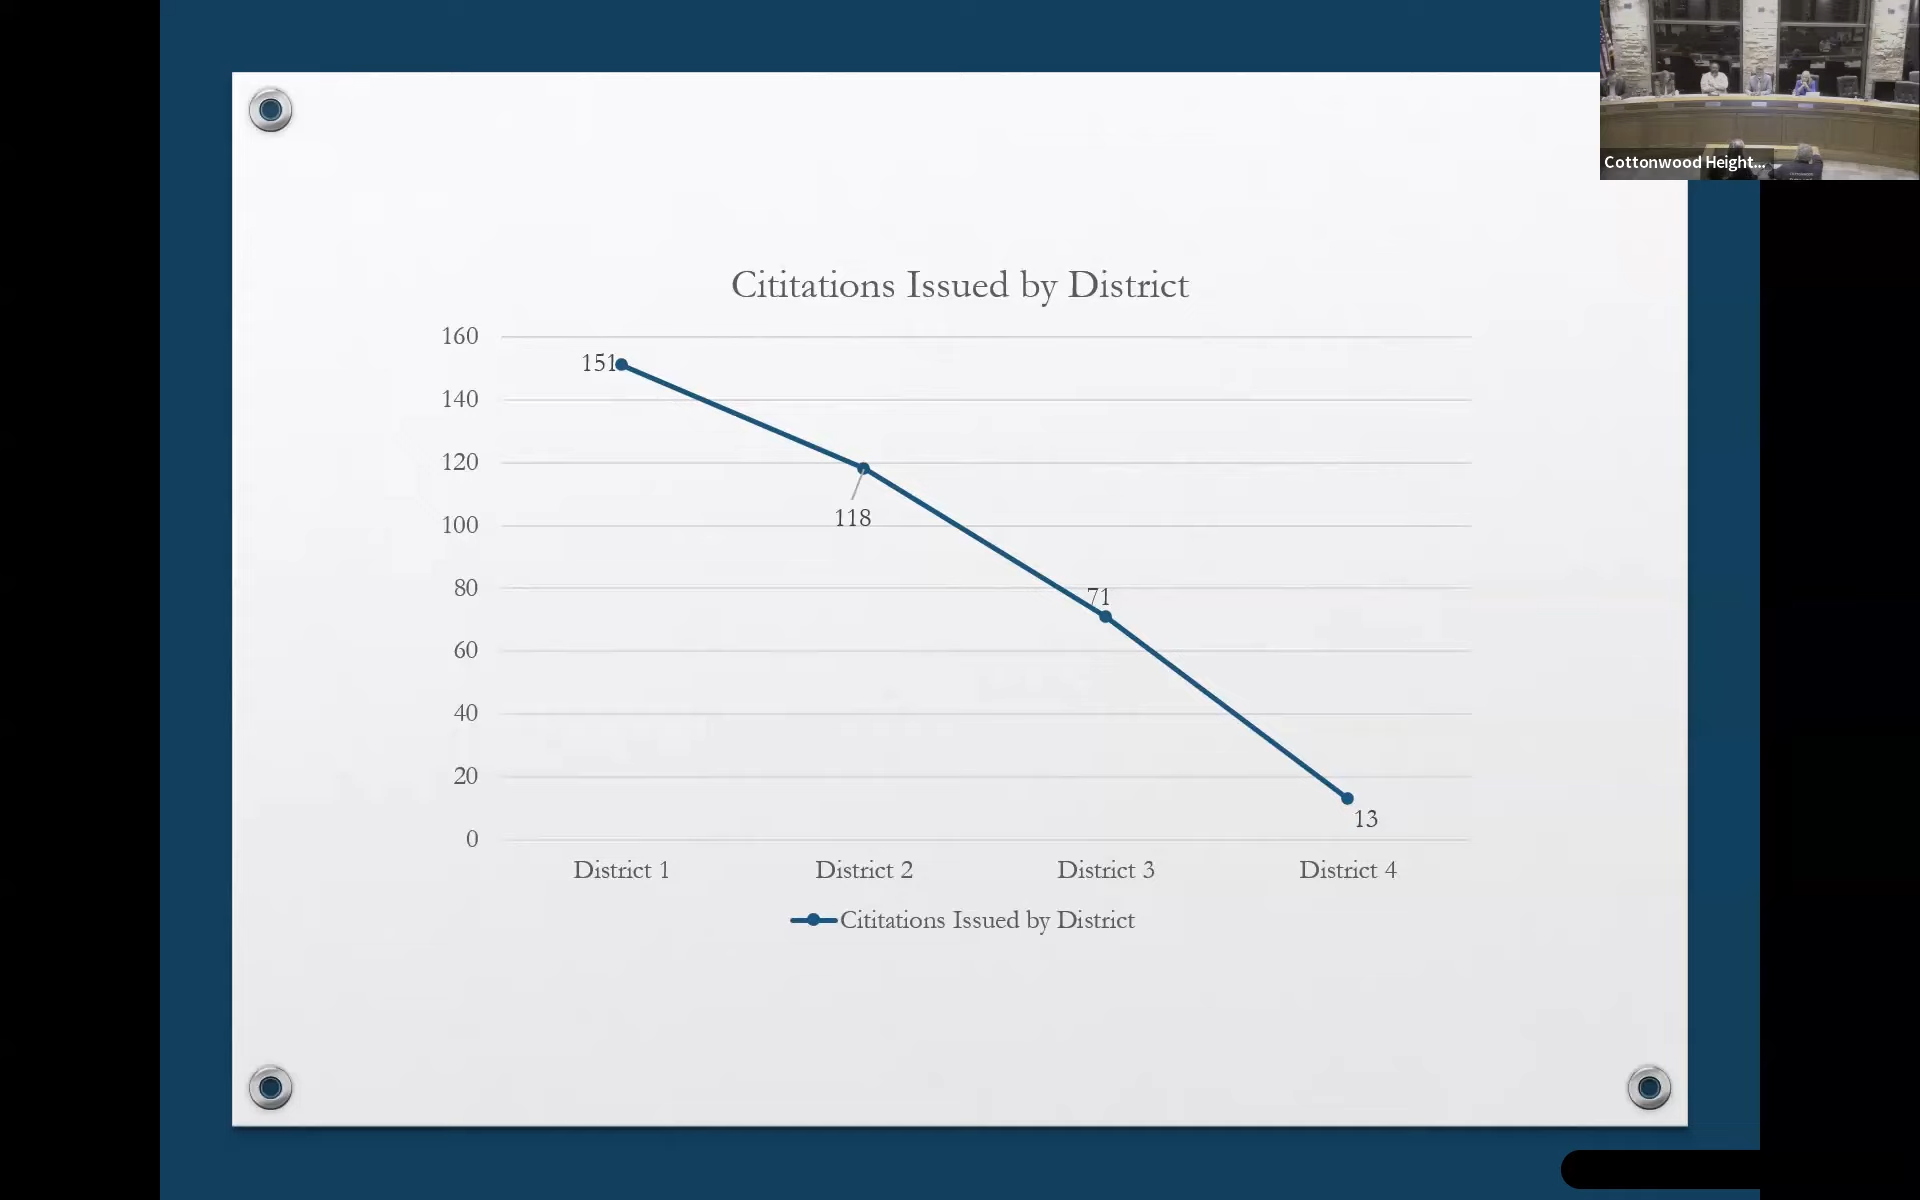 Cottonwood Height...
Cititations Issued by District
160
140
120
100
80
60
40
20
0
151
118
71
13
District 1
District 2
District 3
District 4
Cititations Issued by District